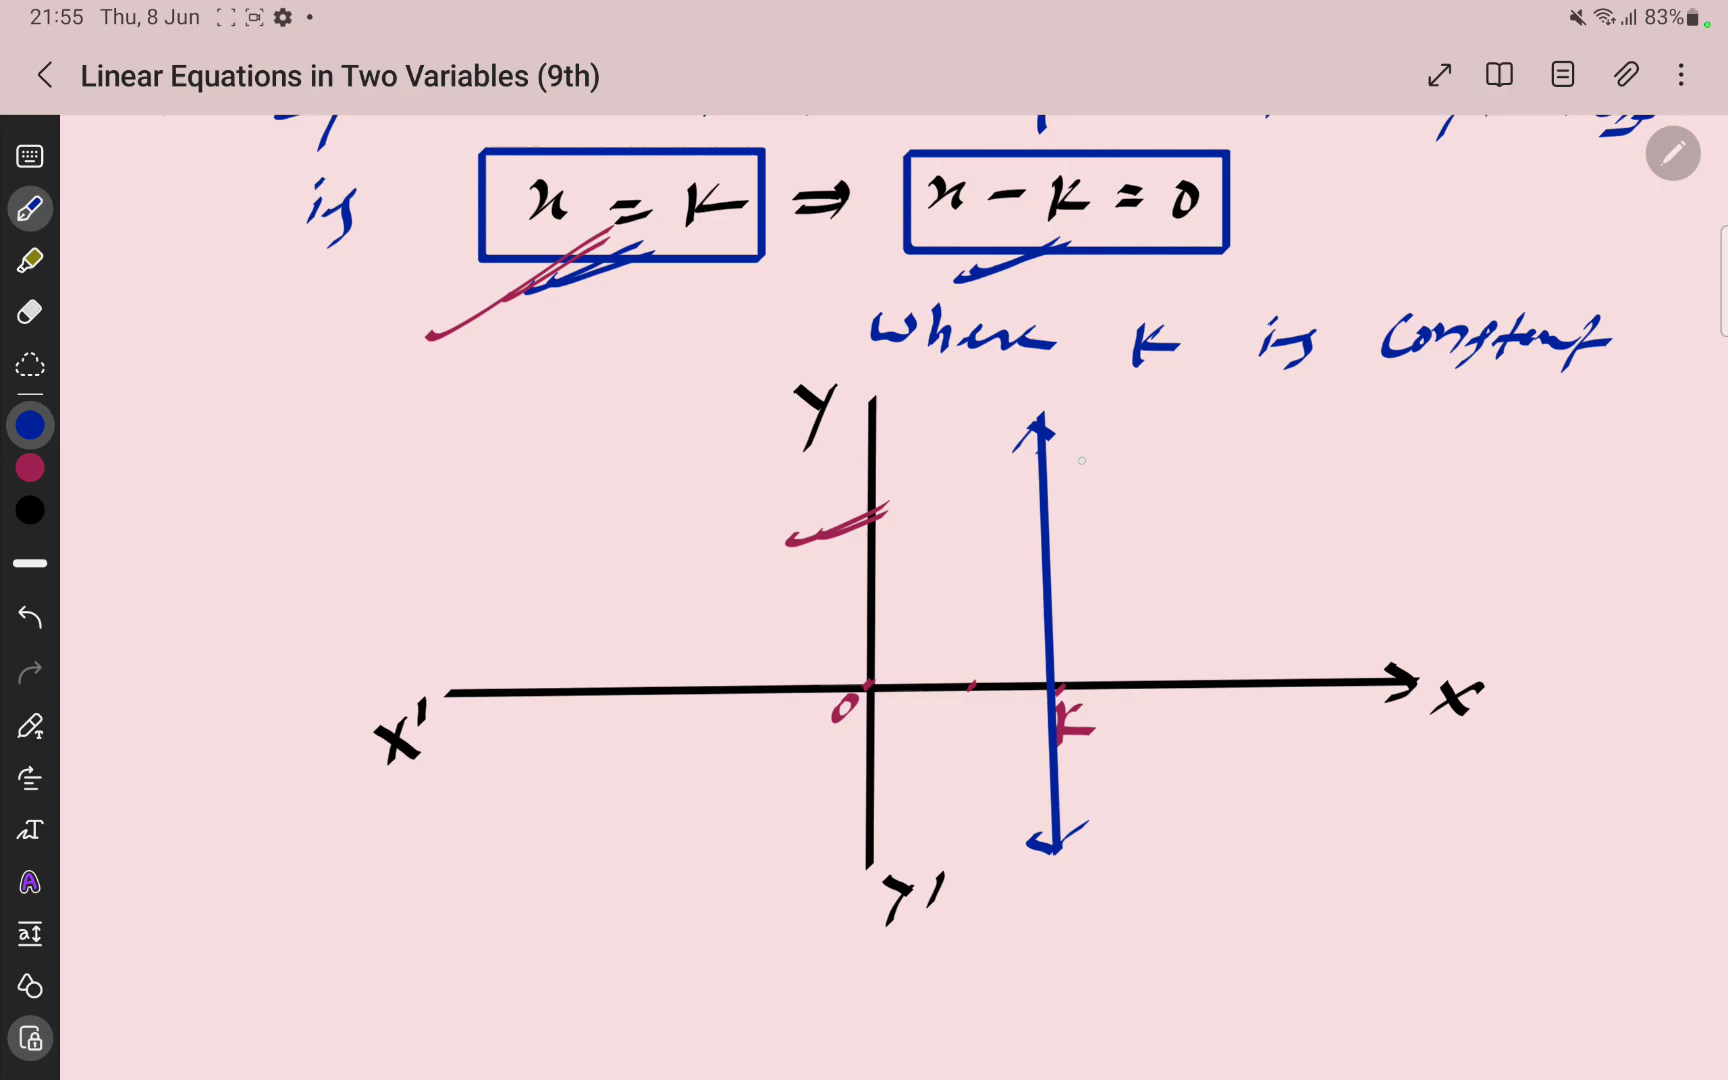 21:55 Thu, 8 Jun 83%
Linear Equations in Two Variables (9th)
is x = K ⇒ x - K = 0
where K is constant
Y
O K X
X'
Y'